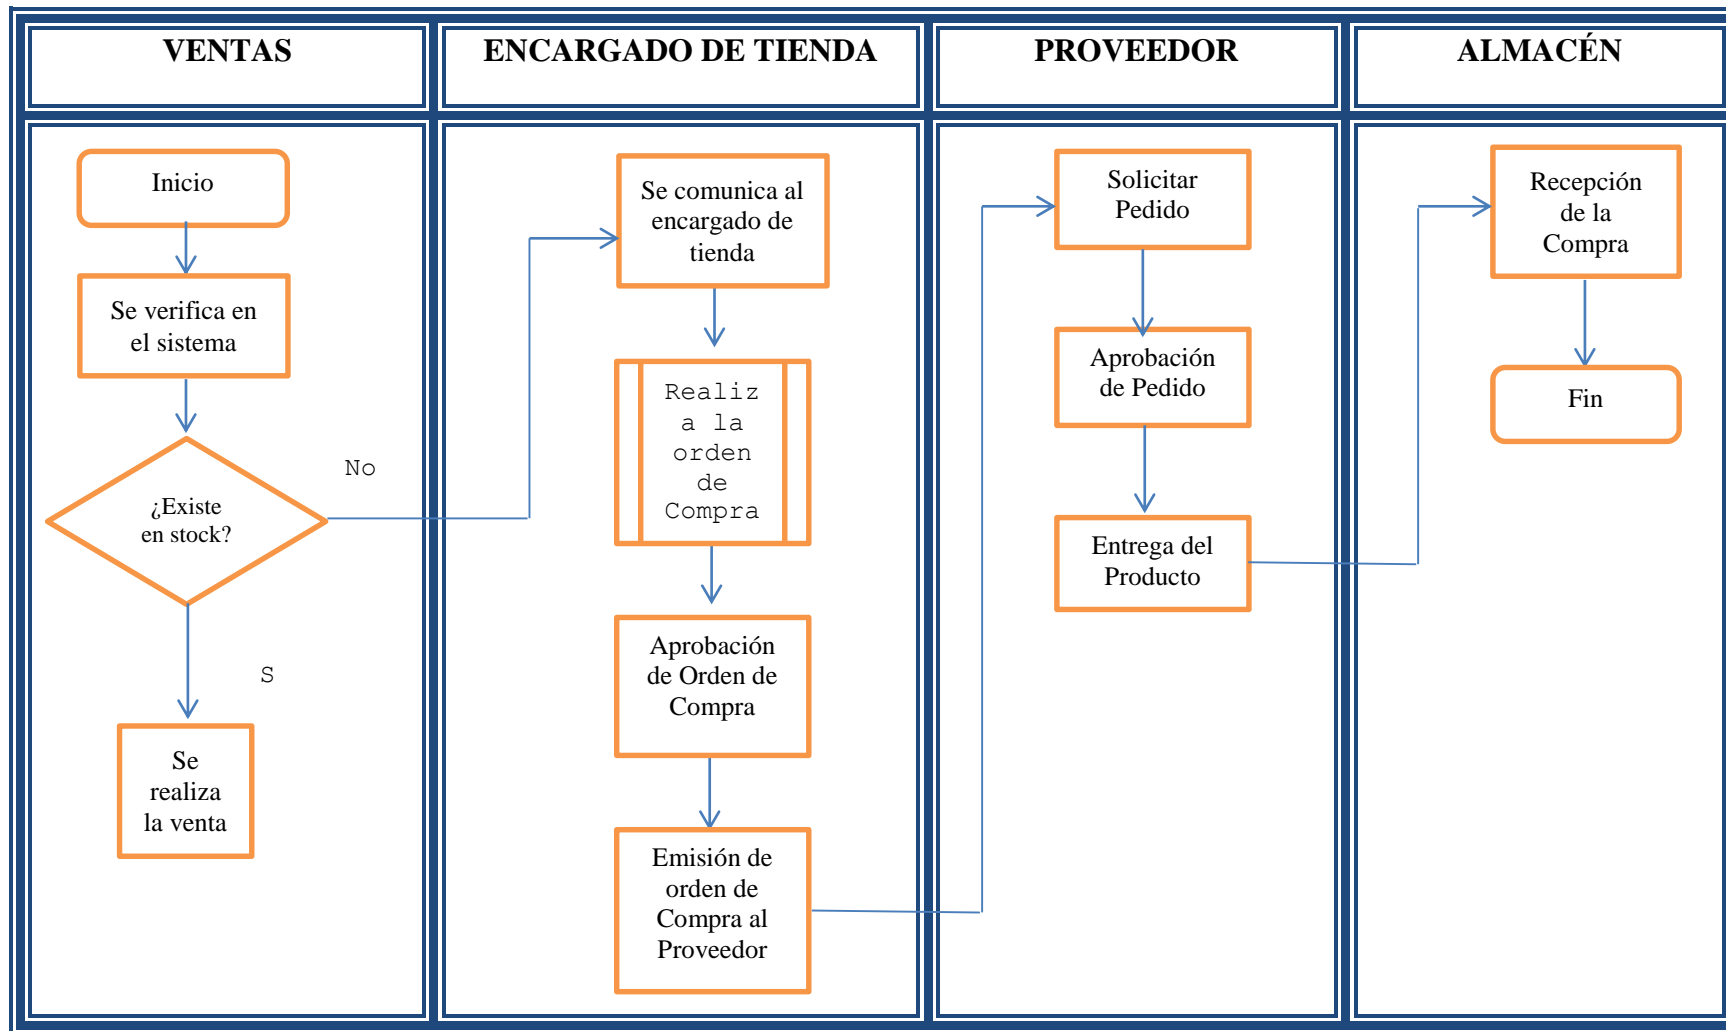 VENTAS
ENCARGADO DE TIENDA
PROVEEDOR
ALMACÉN
Inicio
Se verifica en
el sistema
¿Existe
en stock?
No
S
Se
realiza
la venta
Se comunica al
encargado de
tienda
Realiz
a la
orden
de
Compra
Aprobación
de Orden de
Compra
Emisión de
orden de
Compra al
Proveedor
Solicitar
Pedido
Aprobación
de Pedido
Entrega del
Producto
Recepción
de la
Compra
Fin